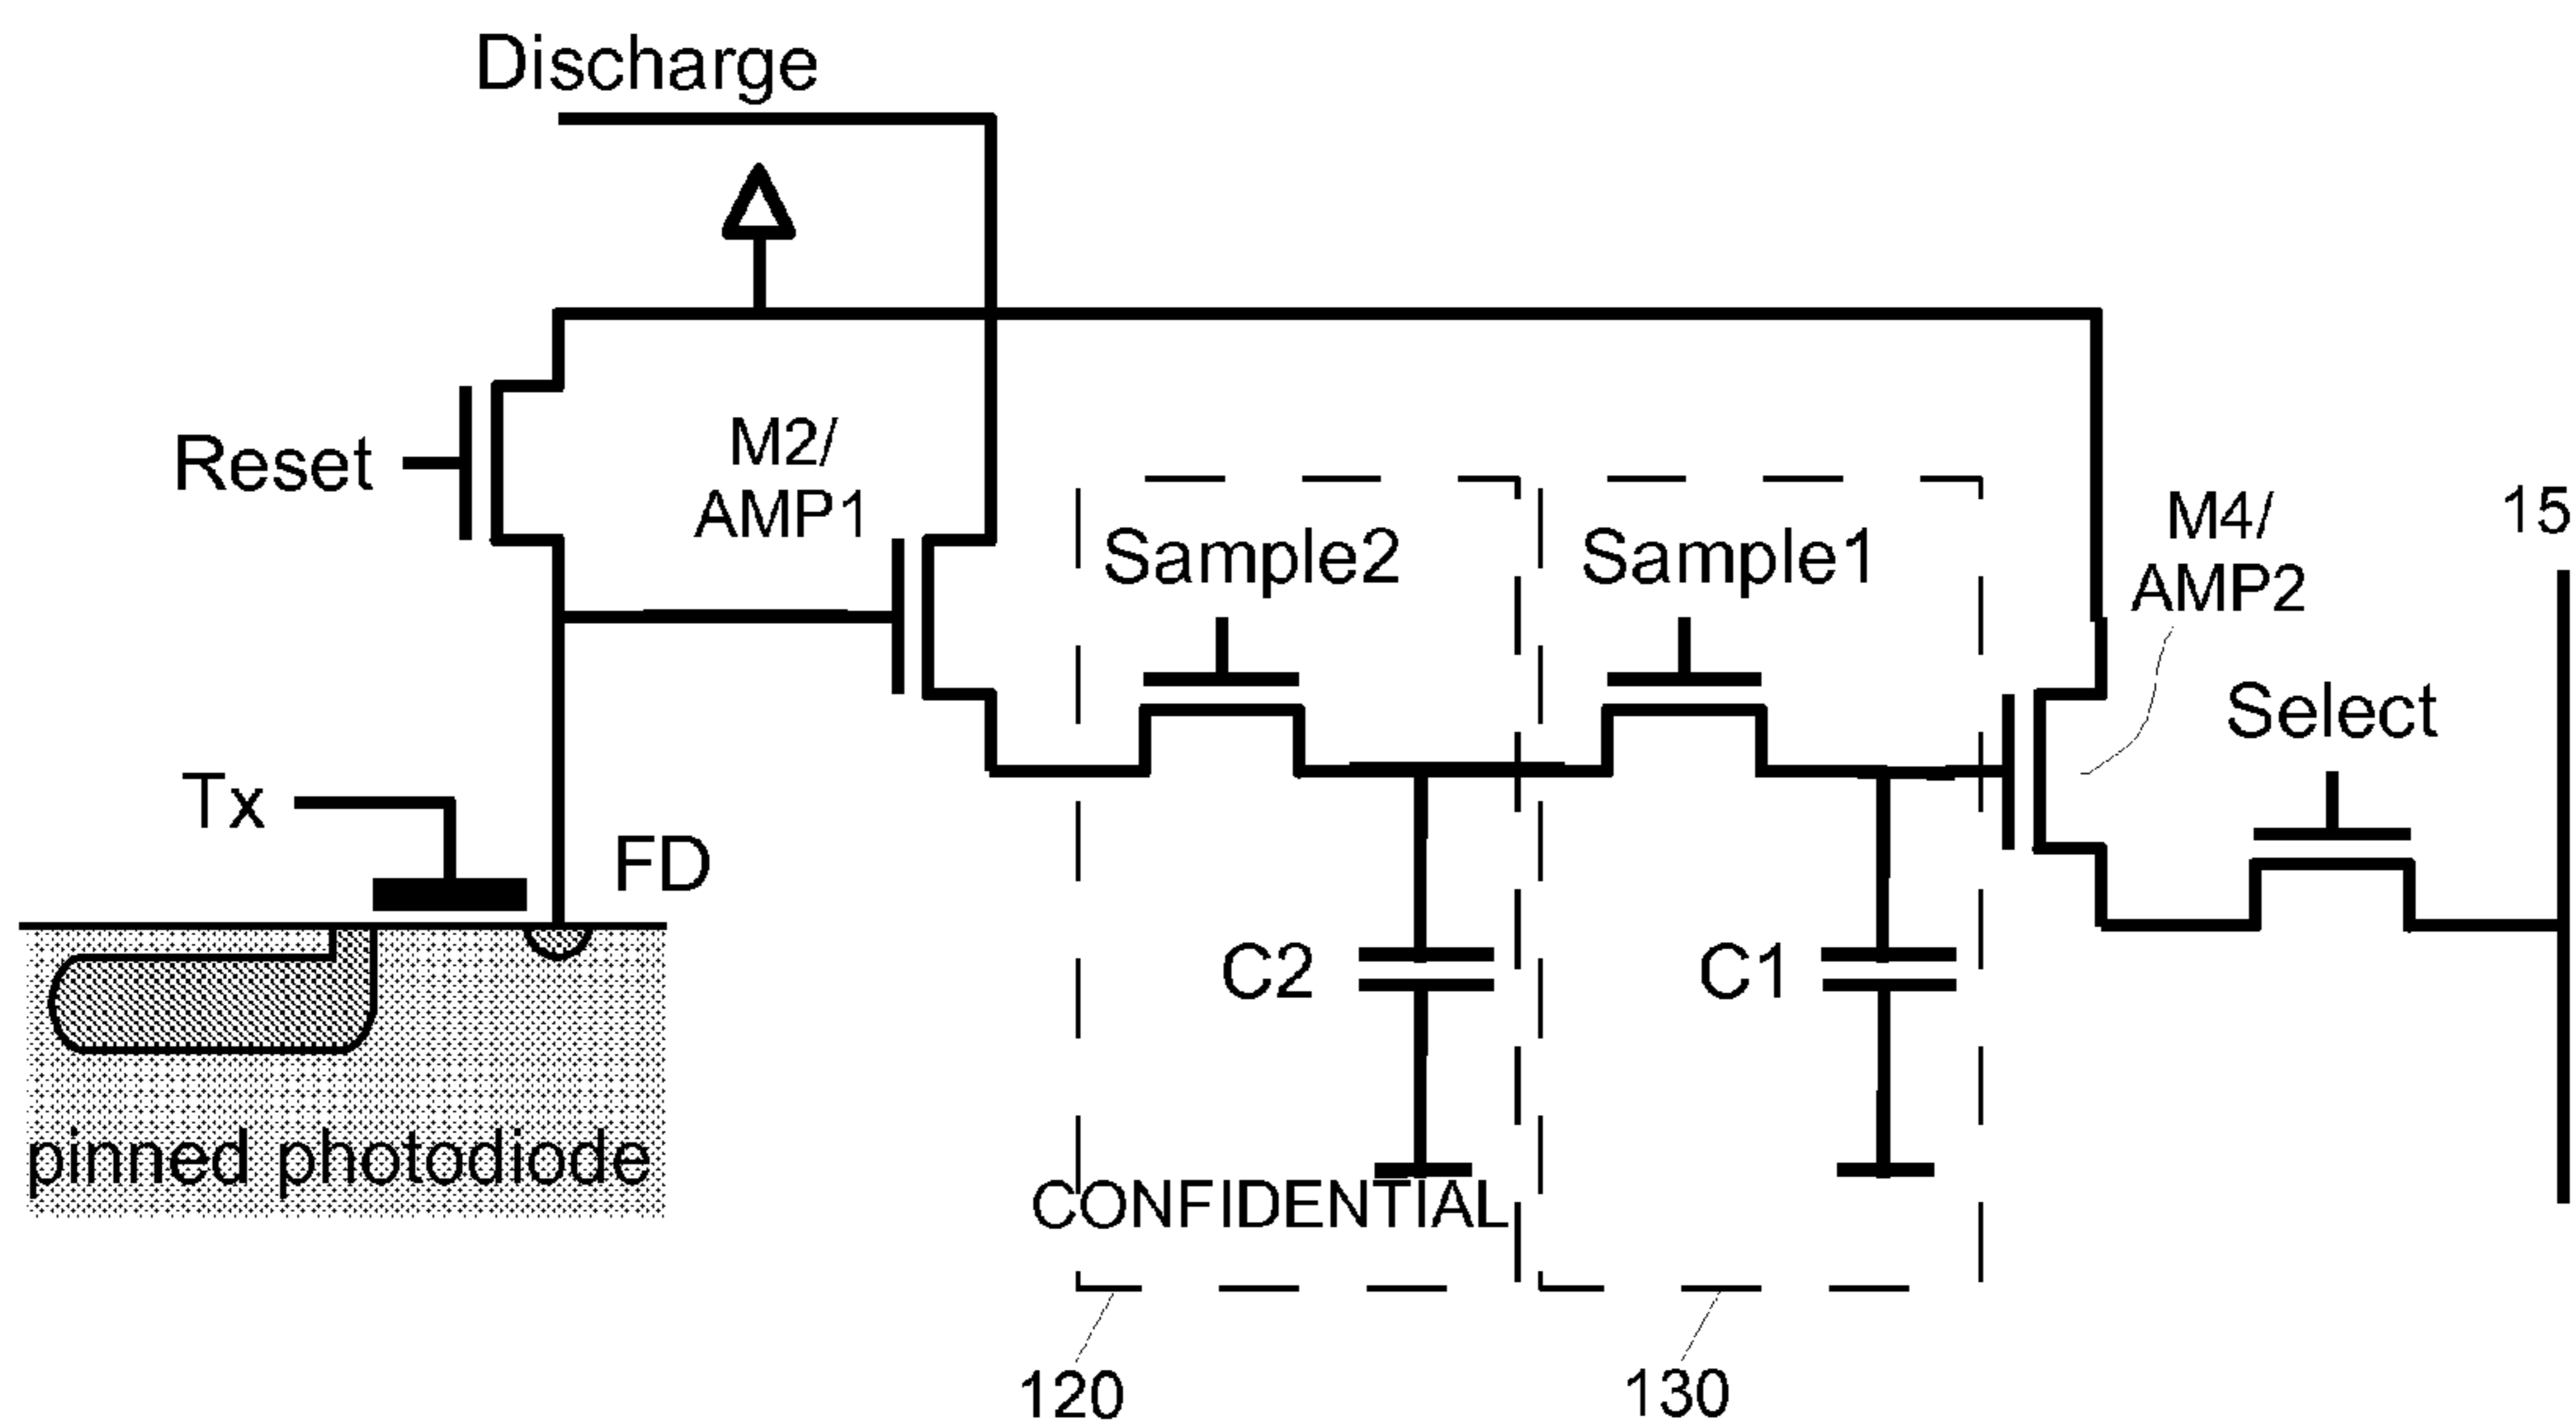 Discharge
Reset
M2/
AMP1
Sample2
Sample1
M4/
AMP2
15
Select
Tx
FD
C2
C1
pinned photodiode
CONFIDENTIAL
120
130